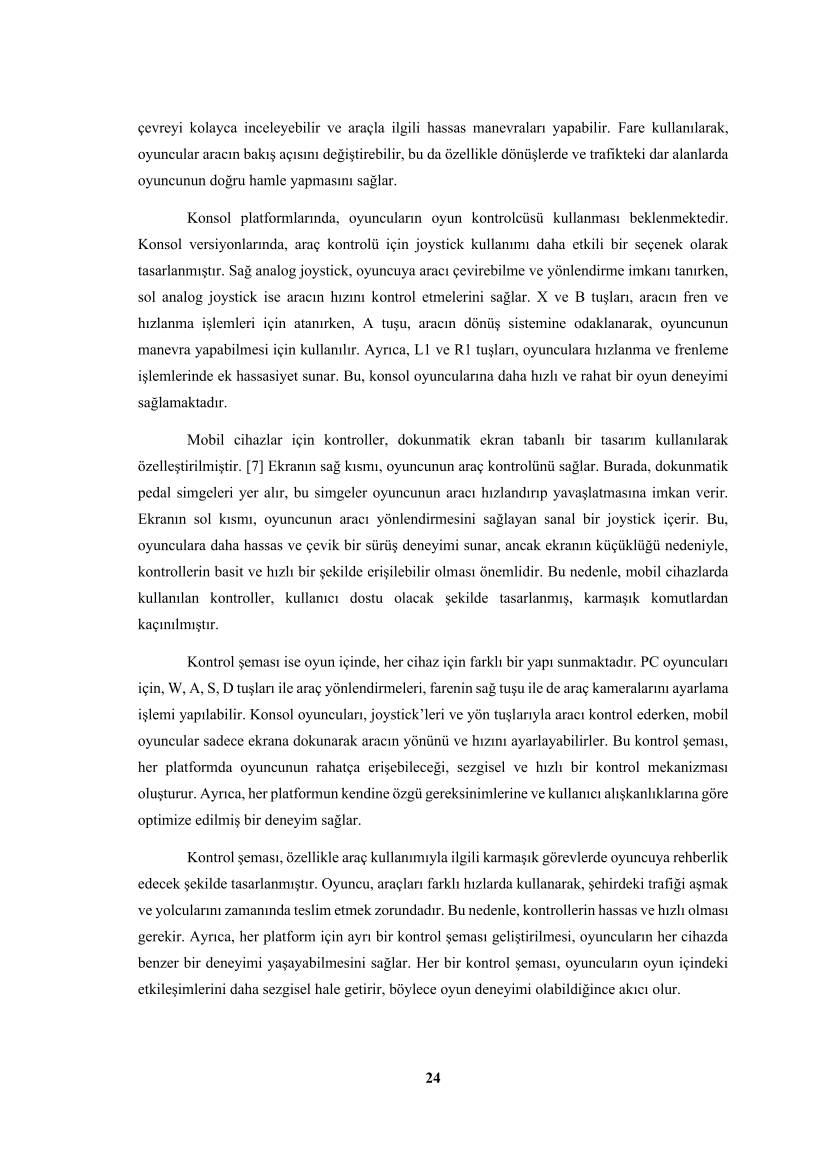 çevreyi kolayca inceleyebilir ve araçla ilgili hassas manevraları yapabilir. Fare kullanılarak,
oyuncular aracın bakış açısını değiştirebilir, bu da özellikle dönüşlerde ve trafikteki dar alanlarda
oyuncunun doğru hamle yapmasını sağlar.
Konsol platformlarında, oyuncuların oyun kontrolcüsü kullanması beklenmektedir.
Konsol versiyonlarında, araç kontrolü için joystick kullanımı daha etkili bir seçenek olarak
tasarlanmıştır. Sağ analog joystick, oyuncuya aracı çevirebilme ve yönlendirme imkanı tanırken,
sol analog joystick ise aracın hızını kontrol etmelerini sağlar. X ve B tuşları, aracın fren ve
hızlanma işlemleri için atanırken, A tuşu, aracın dönüş sistemine odaklanarak, oyuncunun
manevra yapabilmesi için kullanılır. Ayrıca, L1 ve R1 tuşları, oyunculara hızlanma ve frenleme
işlemlerinde ek hassasiyet sunar. Bu, konsol oyuncularına daha hızlı ve rahat bir oyun deneyimi
sağlamaktadır.
Mobil cihazlar için kontroller, dokunmatik ekran tabanlı bir tasarım kullanılarak
özelleştirilmiştir. [7] Ekranın sağ kısmı, oyuncunun araç kontrolünü sağlar. Burada, dokunmatik
pedal simgeleri yer alır, bu simgeler oyuncunun aracı hızlandırıp yavaşlatmasına imkan verir.
Ekranın sol kısmı, oyuncunun aracı yönlendirmesini sağlayan sanal bir joystick içerir. Bu,
oyunculara daha hassas ve çevik bir sürüş deneyimi sunar, ancak ekranın küçüklüğü nedeniyle,
kontrollerin basit ve hızlı bir şekilde erişilebilir olması önemlidir. Bu nedenle, mobil cihazlarda
kullanılan kontroller, kullanıcı dostu olacak şekilde tasarlanmış, karmaşık komutlardan
kaçınılmıştır.
Kontrol şeması ise oyun içinde, her cihaz için farklı bir yapı sunmaktadır. PC oyuncuları
için, W, A, S, D tuşları ile araç yönlendirmeleri, farenin sağ tuşu ile de araç kameralarını ayarlama
işlemi yapılabilir. Konsol oyuncuları, joystick’leri ve yön tuşlarıyla aracı kontrol ederken, mobil
oyuncular sadece ekrana dokunarak aracın yönünü ve hızını ayarlayabilirler. Bu kontrol şeması,
her platformda oyuncunun rahatça erişebileceği, sezgisel ve hızlı bir kontrol mekanizması
oluşturur. Ayrıca, her platformun kendine özgü gereksinimlerine ve kullanıcı alışkanlıklarına göre
optimize edilmiş bir deneyim sağlar.
Kontrol şeması, özellikle araç kullanımıyla ilgili karmaşık görevlerde oyuncuya rehberlik
edecek şekilde tasarlanmıştır. Oyuncu, araçları farklı hızlarda kullanarak, şehirdeki trafiği aşmak
ve yolcularını zamanında teslim etmek zorundadır. Bu nedenle, kontrollerin hassas ve hızlı olması
gerekir. Ayrıca, her platform için ayrı bir kontrol şeması geliştirilmesi, oyuncuların her cihazda
benzer bir deneyimi yaşayabilmesini sağlar. Her bir kontrol şeması, oyuncuların oyun içindeki
etkileşimlerini daha sezgisel hale getirir, böylece oyun deneyimi olabildiğince akıcı olur.
24